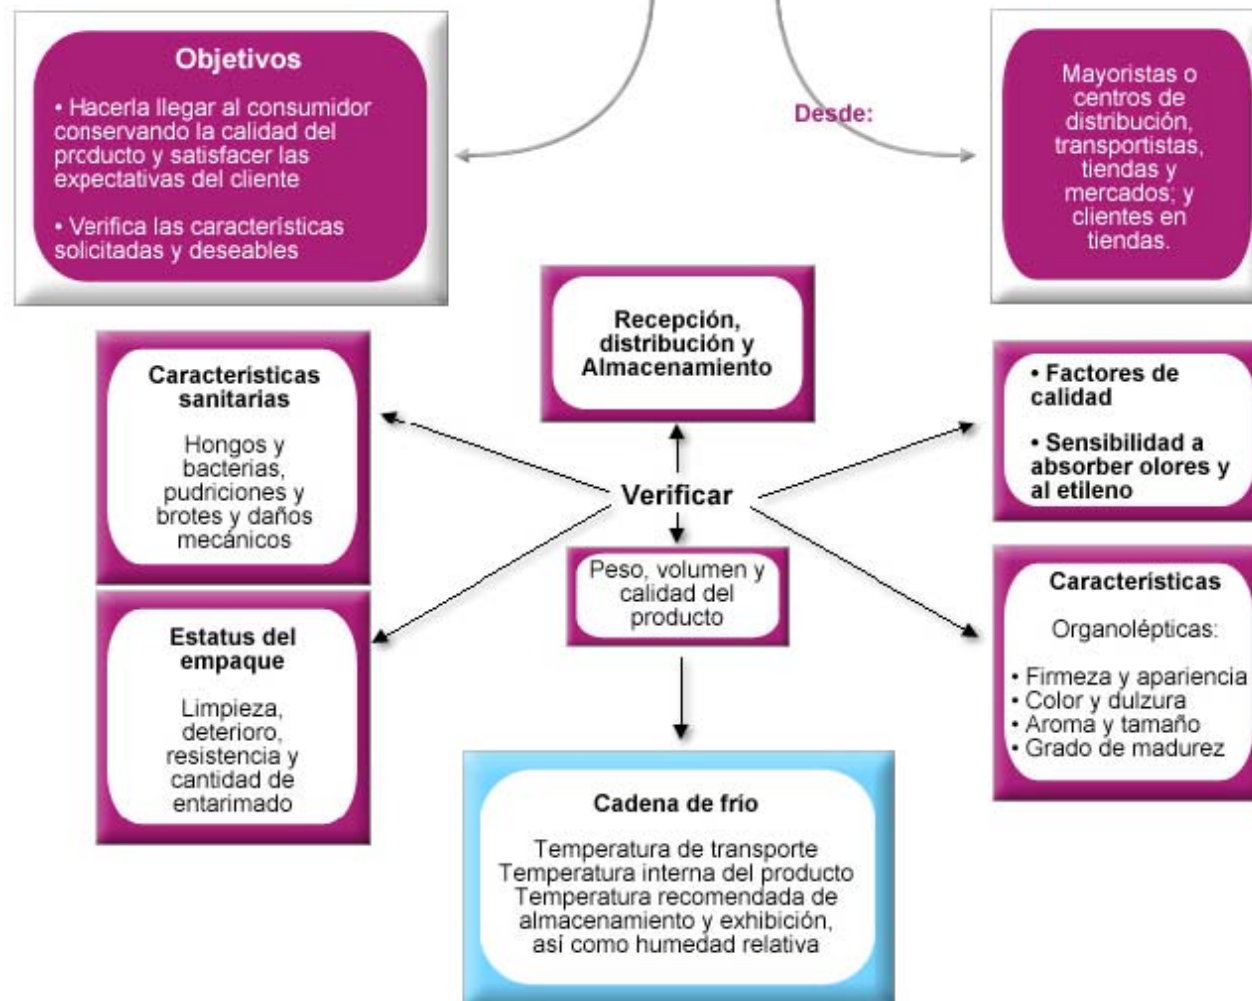 Objetivos
• Hacerla llegar al consumidor
conservando la calidad del
producto y satisfacer las
expectativas del cliente
• Verifica las características
solicitadas y deseables
Desde:
Mayoristas o
centros de
distribución,
transportistas,
tiendas y
mercados; y
clientes en
tiendas.
Recepción,
distribución y
Almacenamiento
Características
sanitarias
Hongos y
bacterias,
pudriciones y
brotes y daños
mecánicos
• Factores de
calidad
• Sensibilidad a
absorber olores y
al etileno
Verificar
Peso, volumen y
calidad del
producto
Estatus del
empaque
Limpieza,
deterioro,
resistencia y
cantidad de
entarimado
Características
Organolépticas:
• Firmeza y apariencia
• Color y dulzura
• Aroma y tamaño
• Grado de madurez
Cadena de frío
Temperatura de transporte
Temperatura interna del producto
Temperatura recomendada de
almacenamiento y exhibición,
así como humedad relativa